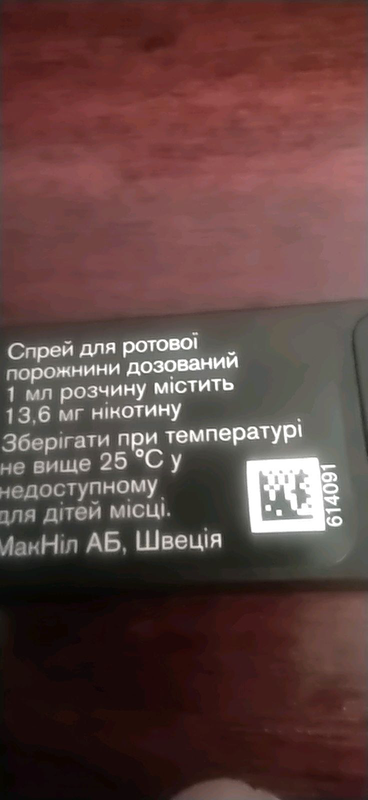 Спрей для ротової
порожнини дозований
1 мл розчину містить
13,6 мг нікотину
Зберігати при температурі
не вище 25 °С у
недоступному
для дітей місці.
МакНіл АБ, Швеція
614091